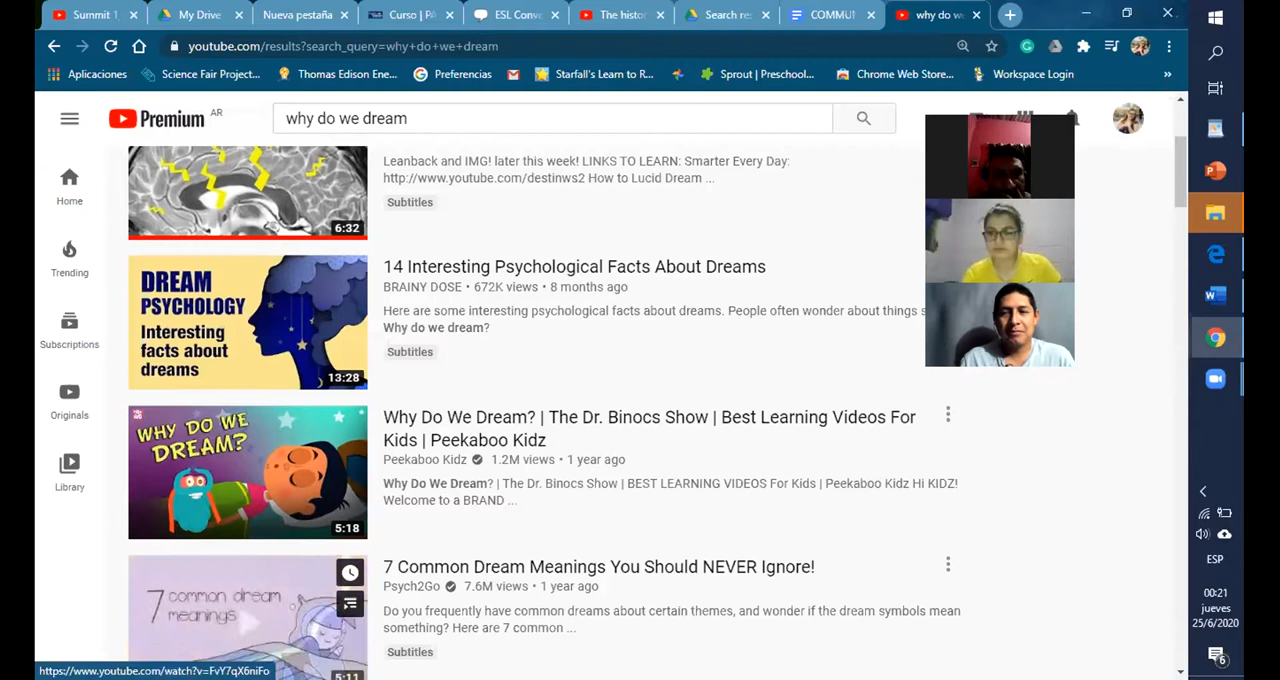 Summit 1
My Drive
Nueva pestaña
Curso | PA
ESL Conve
The histor
Search re
COMMUN
why do we
youtube.com/results?search_query=why+do+we+dream
Aplicaciones
Science Fair Project...
Thomas Edison Ene...
Preferencias
Starfall's Learn to R...
Sprout | Preschool...
Chrome Web Store...
Workspace Login
»
Premium AR
why do we dream
Home
Trending
Subscriptions
Originals
Library
Leanback and IMG! later this week! LINKS TO LEARN: Smarter Every Day:
http://www.youtube.com/destinws2 How to Lucid Dream ...
Subtitles
6:32
DREAM
PSYCHOLOGY
Interesting
facts about
dreams
13:28
14 Interesting Psychological Facts About Dreams
BRAINY DOSE • 672K views • 8 months ago
Here are some interesting psychological facts about dreams. People often wonder about things s
Why do we dream?
Subtitles
WHY DO WE
DREAM?
5:18
Why Do We Dream? | The Dr. Binocs Show | Best Learning Videos For
Kids | Peekaboo Kidz
Peekaboo Kidz 1.2M views • 1 year ago
Why Do We Dream? | The Dr. Binocs Show | BEST LEARNING VIDEOS For Kids | Peekaboo Kidz Hi KIDZ!
Welcome to a BRAND ...
7 common dream
meanings
5:11
7 Common Dream Meanings You Should NEVER Ignore!
Psych2Go 7.6M views • 1 year ago
Do you frequently have common dreams about certain themes, and wonder if the dream symbols mean
something? Here are 7 common ...
Subtitles
https://www.youtube.com/watch?v=FvY7qX6niFo
ESP
00:21
jueves
25/6/2020
6